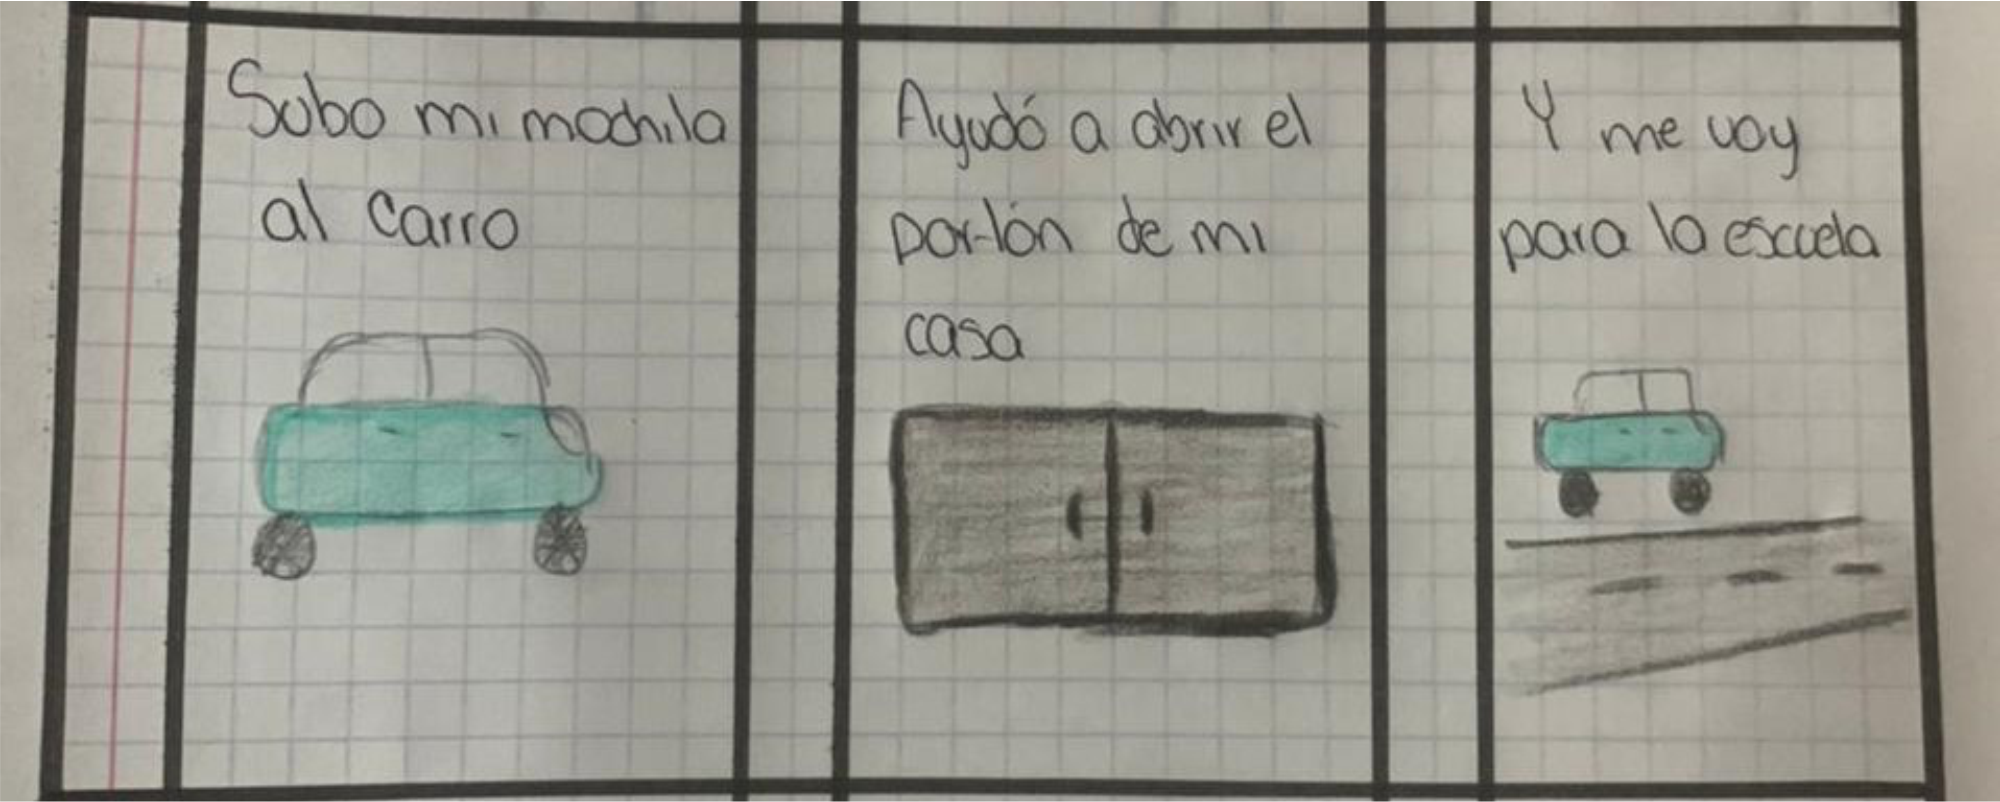 Subo mi mochila
al carro
Ayudó a abrir el
portón de mi
casa
Y me voy
para la escuela